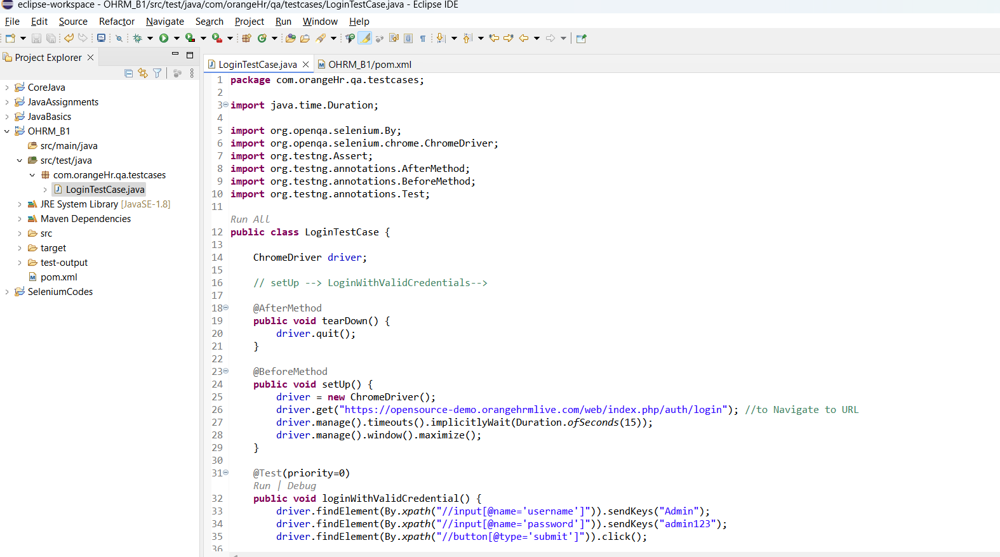 eclipse-workspace - OHRM_B1/src/test/java/com/orangeHr/qa/testcases/LoginTestCase.java - Eclipse IDE
File Edit Source Refactor Navigate Search Project Run Window Help
Project Explorer
CoreJava
JavaAssignments
JavaBasics
OHRM_B1
src/main/java
src/test/java
com.orangeHr.qa.testcases
LoginTestCase.java
JRE System Library [JavaSE-1.8]
Maven Dependencies
src
target
test-output
pom.xml
SeleniumCodes
LoginTestCase.java OHRM_B1/pom.xml
1 package com.orangeHr.qa.testcases;
2
3 import java.time.Duration;
4
5 import org.openqa.selenium.By;
6 import org.openqa.selenium.chrome.ChromeDriver;
7 import org.testng.Assert;
8 import org.testng.annotations.AfterMethod;
9 import org.testng.annotations.BeforeMethod;
10 import org.testng.annotations.Test;
11
Run All
12 public class LoginTestCase {
13
14 ChromeDriver driver;
15
16 // setUp --> LoginWithValidCredentials-->
17
18 @AfterMethod
19 public void tearDown() {
20 driver.quit();
21 }
22
23 @BeforeMethod
24 public void setUp() {
25 driver = new ChromeDriver();
26 driver.get("https://opensource-demo.orangehrmlive.com/web/index.php/auth/login"); //to Navigate to URL
27 driver.manage().timeouts().implicitlyWait(Duration.ofSeconds(15));
28 driver.manage().window().maximize();
29 }
30
31 @Test(priority=0)
Run | Debug
32 public void loginWithValidCredential() {
33 driver.findElement(By.xpath("//input[@name='username']")).sendKeys("Admin");
34 driver.findElement(By.xpath("//input[@name='password']")).sendKeys("admin123");
35 driver.findElement(By.xpath("//button[@type='submit']")).click();
36